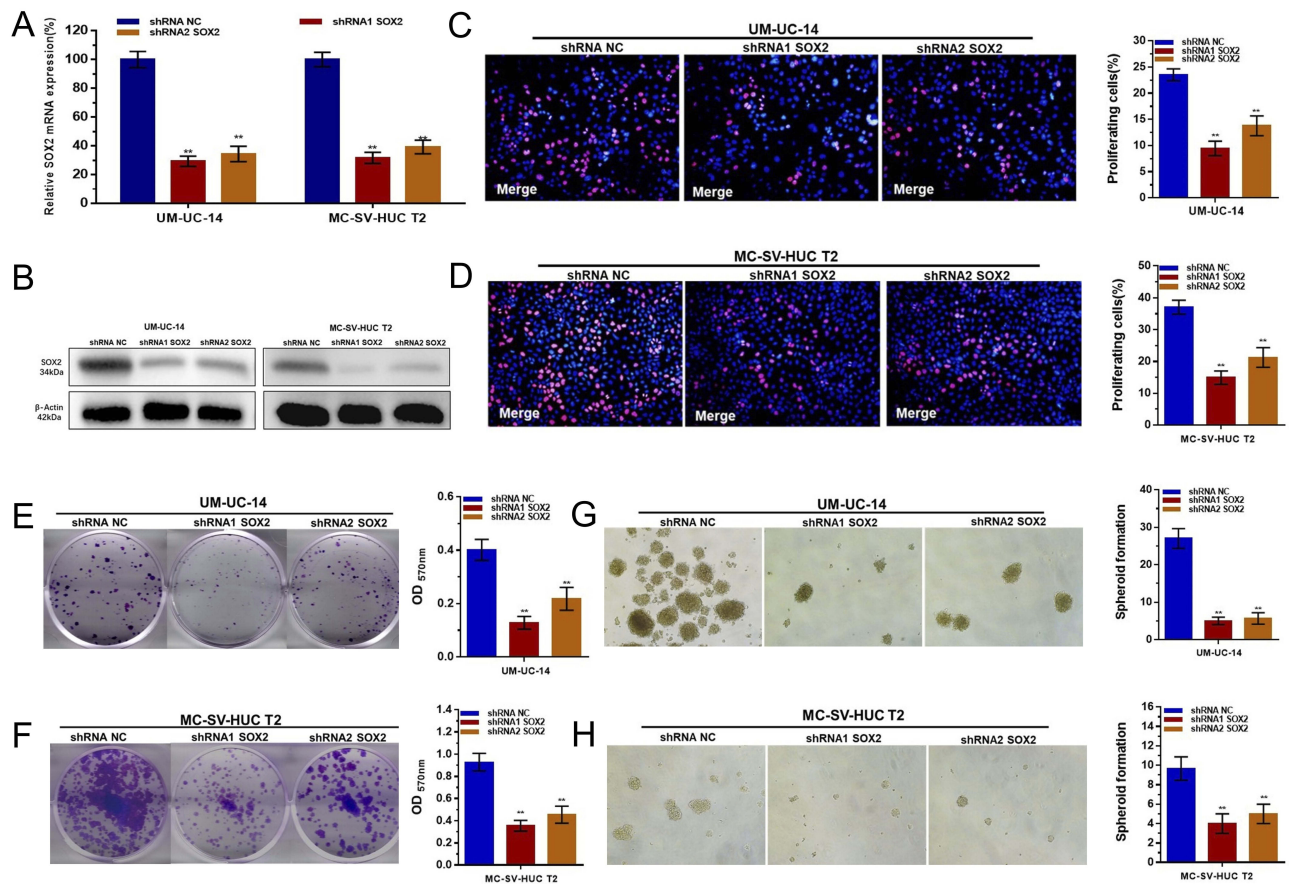 A
shRNA NC
shRNA1 SOX2
shRNA2 SOX2
Relative SOX2 mRNA expression(%)
120
100
80
60
40
20
0
**
**
**
**
UM-UC-14
MC-SV-HUC T2
B
UM-UC-14
MC-SV-HUC T2
shRNA NC shRNA1 SOX2 shRNA2 SOX2
shRNA NC shRNA1 SOX2 shRNA2 SOX2
SOX2
34kDa
β-Actin
42kDa
C
UM-UC-14
shRNA NC
shRNA1 SOX2
shRNA2 SOX2
Merge
Merge
Merge
Proliferating cells(%)
30
25
20
15
10
5
0
shRNA NC
shRNA1 SOX2
shRNA2 SOX2
**
**
UM-UC-14
D
MC-SV-HUC T2
shRNA NC
shRNA1 SOX2
shRNA2 SOX2
Merge
Merge
Merge
Proliferating cells(%)
50
40
30
20
10
0
shRNA NC
shRNA1 SOX2
shRNA2 SOX2
**
**
MC-SV-HUC T2
E
UM-UC-14
shRNA NC
shRNA1 SOX2
shRNA2 SOX2
OD 570nm
0.6
0.4
0.2
0.0
shRNA NC
shRNA1 SOX2
shRNA2 SOX2
**
**
UM-UC-14
G
UM-UC-14
shRNA NC
shRNA1 SOX2
shRNA2 SOX2
Spheroid formation
40
30
20
10
0
shRNA NC
shRNA1 SOX2
shRNA2 SOX2
**
**
UM-UC-14
F
MC-SV-HUC T2
shRNA NC
shRNA1 SOX2
shRNA2 SOX2
OD 570nm
1.4
1.2
1.0
0.8
0.6
0.4
0.2
0.0
shRNA NC
shRNA1 SOX2
shRNA2 SOX2
**
**
MC-SV-HUC T2
H
MC-SV-HUC T2
shRNA NC
shRNA1 SOX2
shRNA2 SOX2
Spheroid formation
16
14
12
10
8
6
4
2
0
shRNA NC
shRNA1 SOX2
shRNA2 SOX2
**
**
MC-SV-HUC T2